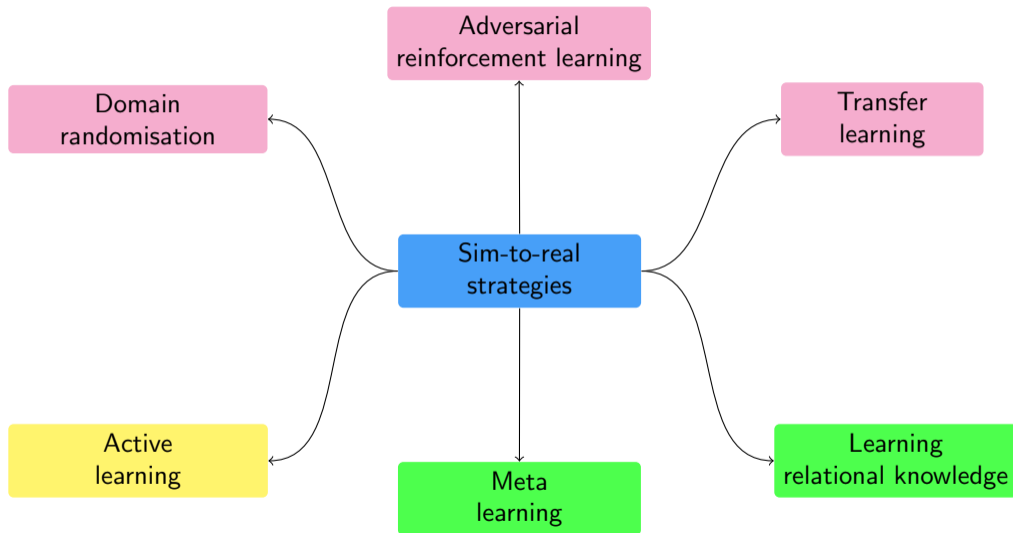 Adversarial
reinforcement learning
Domain
randomisation
Transfer
learning
Sim-to-real
strategies
Active
learning
Meta
learning
Learning
relational knowledge